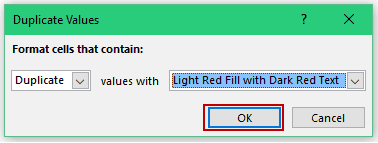 Duplicate Values ? ×
Format cells that contain:
Duplicate values with Light Red Fill with Dark Red Text
OK Cancel